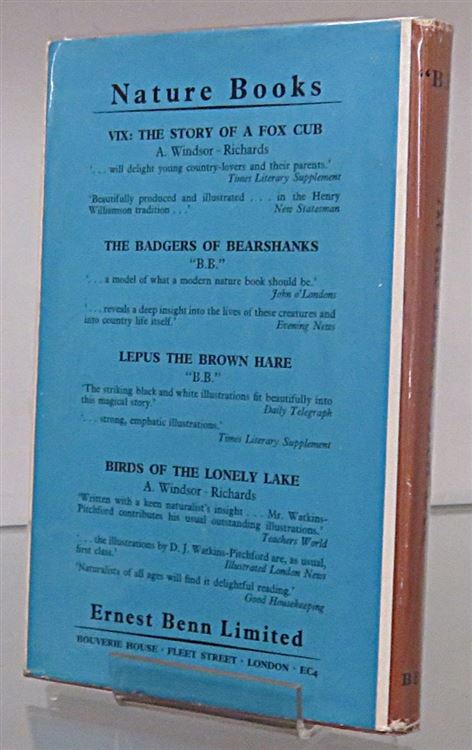 Nature Books
VIX: THE STORY OF A FOX CUB
A. Windsor - Richards
'. . . will delight young country-lovers and their parents.'
Times Literary Supplement
'Beautifully produced and illustrated . . . in the Henry
Williamson tradition . . .' New Statesman
THE BADGERS OF BEARSHANKS
"B.B."
'. . . a model of what a modern nature book should be.'
John o'Londons
'. . . reveals a deep insight into the lives of these creatures and
into country life itself.' Evening News
LEPUS THE BROWN HARE
"B.B."
'The striking black and white illustrations fit beautifully into
this magical story.' Daily Telegraph
'. . . strong, emphatic illustrations.'
Times Literary Supplement
BIRDS OF THE LONELY LAKE
A. Windsor - Richards
'Written with a keen naturalist's insight . . . Mr. Watkins-
Pitchford contributes his usual outstanding illustrations.'
Teachers World
'. . . the illustrations by D. J. Watkins-Pitchford are, as usual,
first class.' Illustrated London News
'Naturalists of all ages will find it delightful reading.'
Good Housekeeping
Ernest Benn Limited
BOUVERIE HOUSE · FLEET STREET · LONDON · EC4